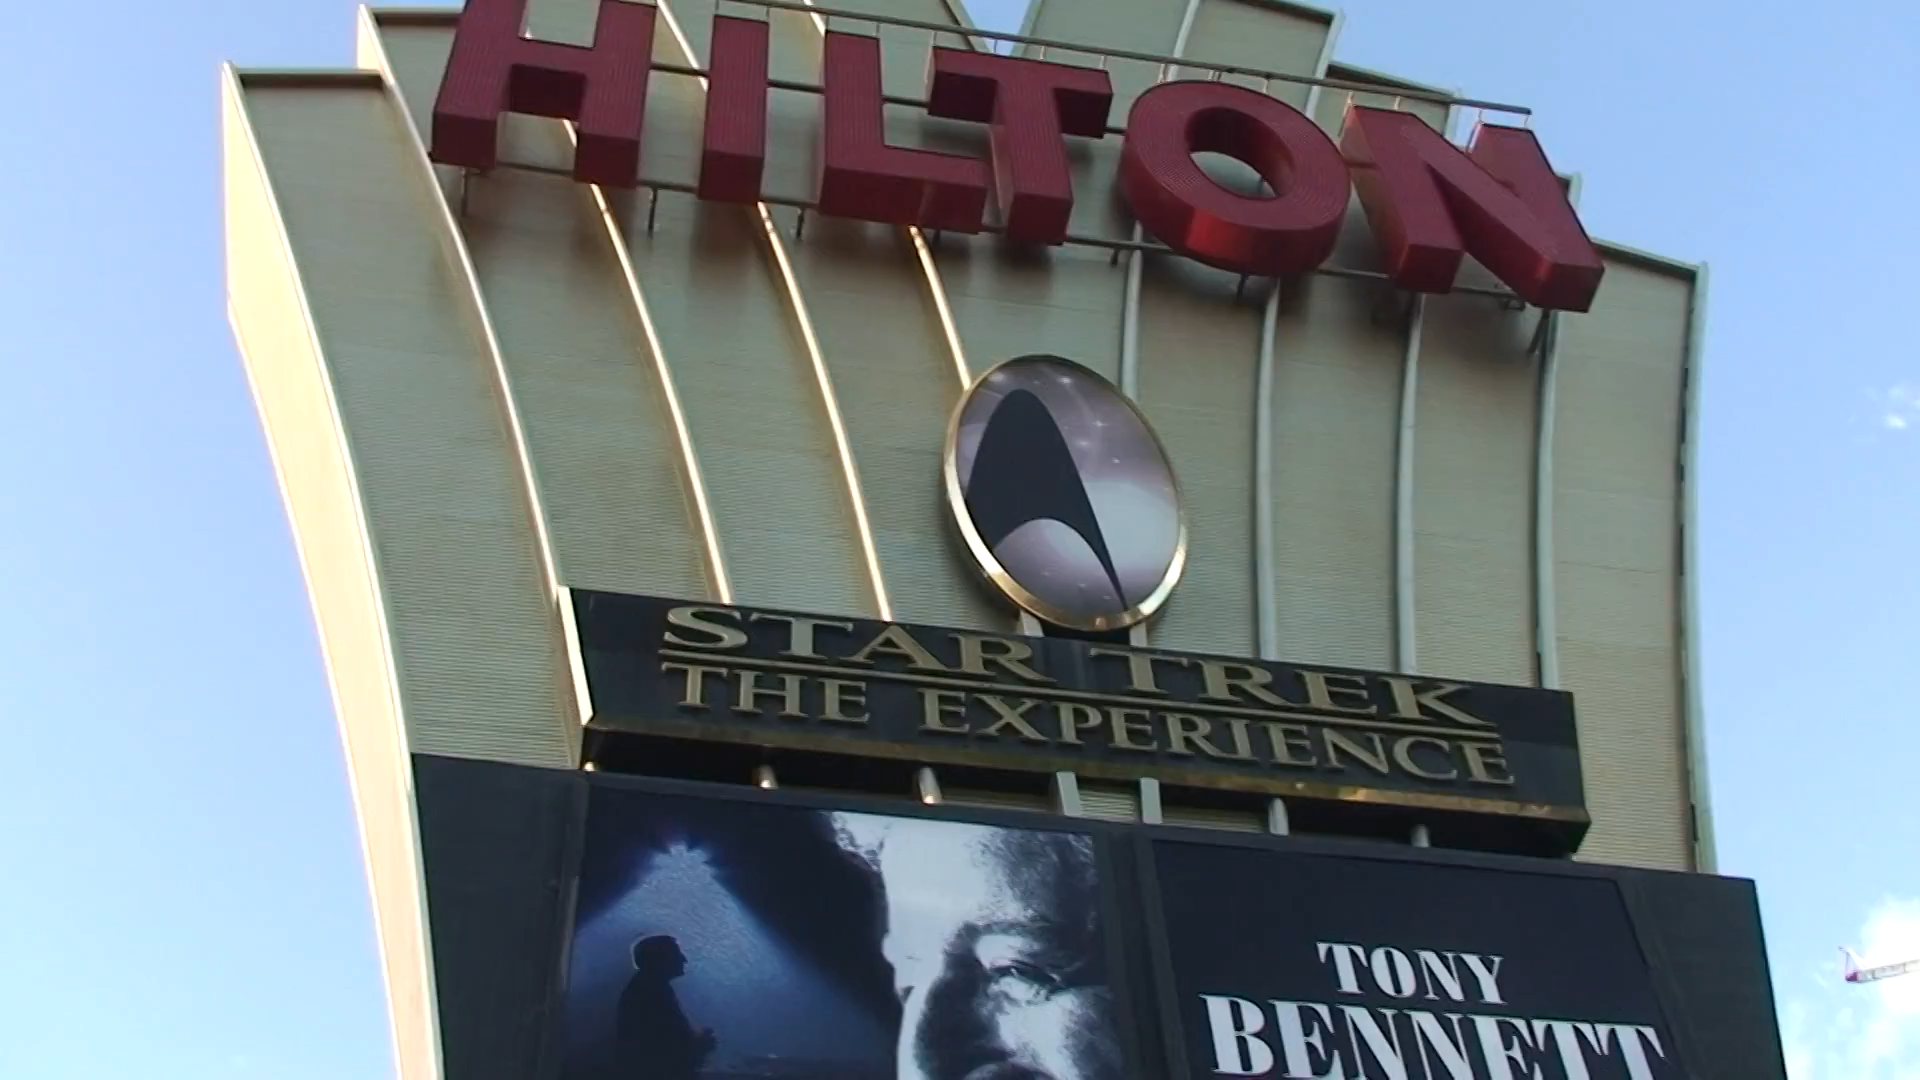 HILTON
STAR TREK
THE EXPERIENCE
TONY
BENNETT